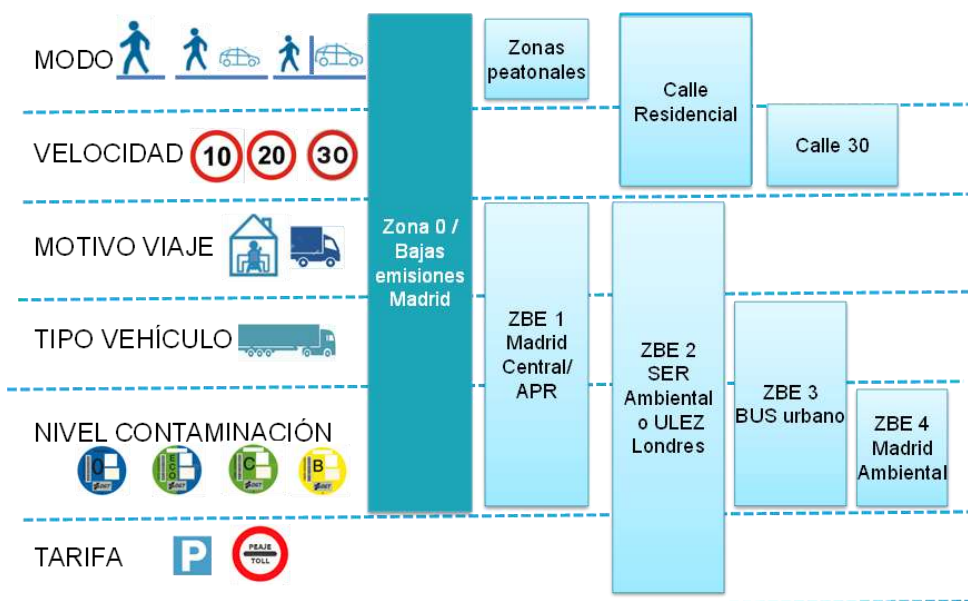 MODO
VELOCIDAD
10
20
30
MOTIVO VIAJE
TIPO VEHÍCULO
NIVEL CONTAMINACIÓN
0
ECO
C
B
TARIFA
P
PEAJE
TOLL
Zona 0 /
Bajas
emisiones
Madrid
Zonas
peatonales
Calle
Residencial
Calle 30
ZBE 1
Madrid
Central/
APR
ZBE 2
SER
Ambiental
o ULEZ
Londres
ZBE 3
BUS urbano
ZBE 4
Madrid
Ambiental